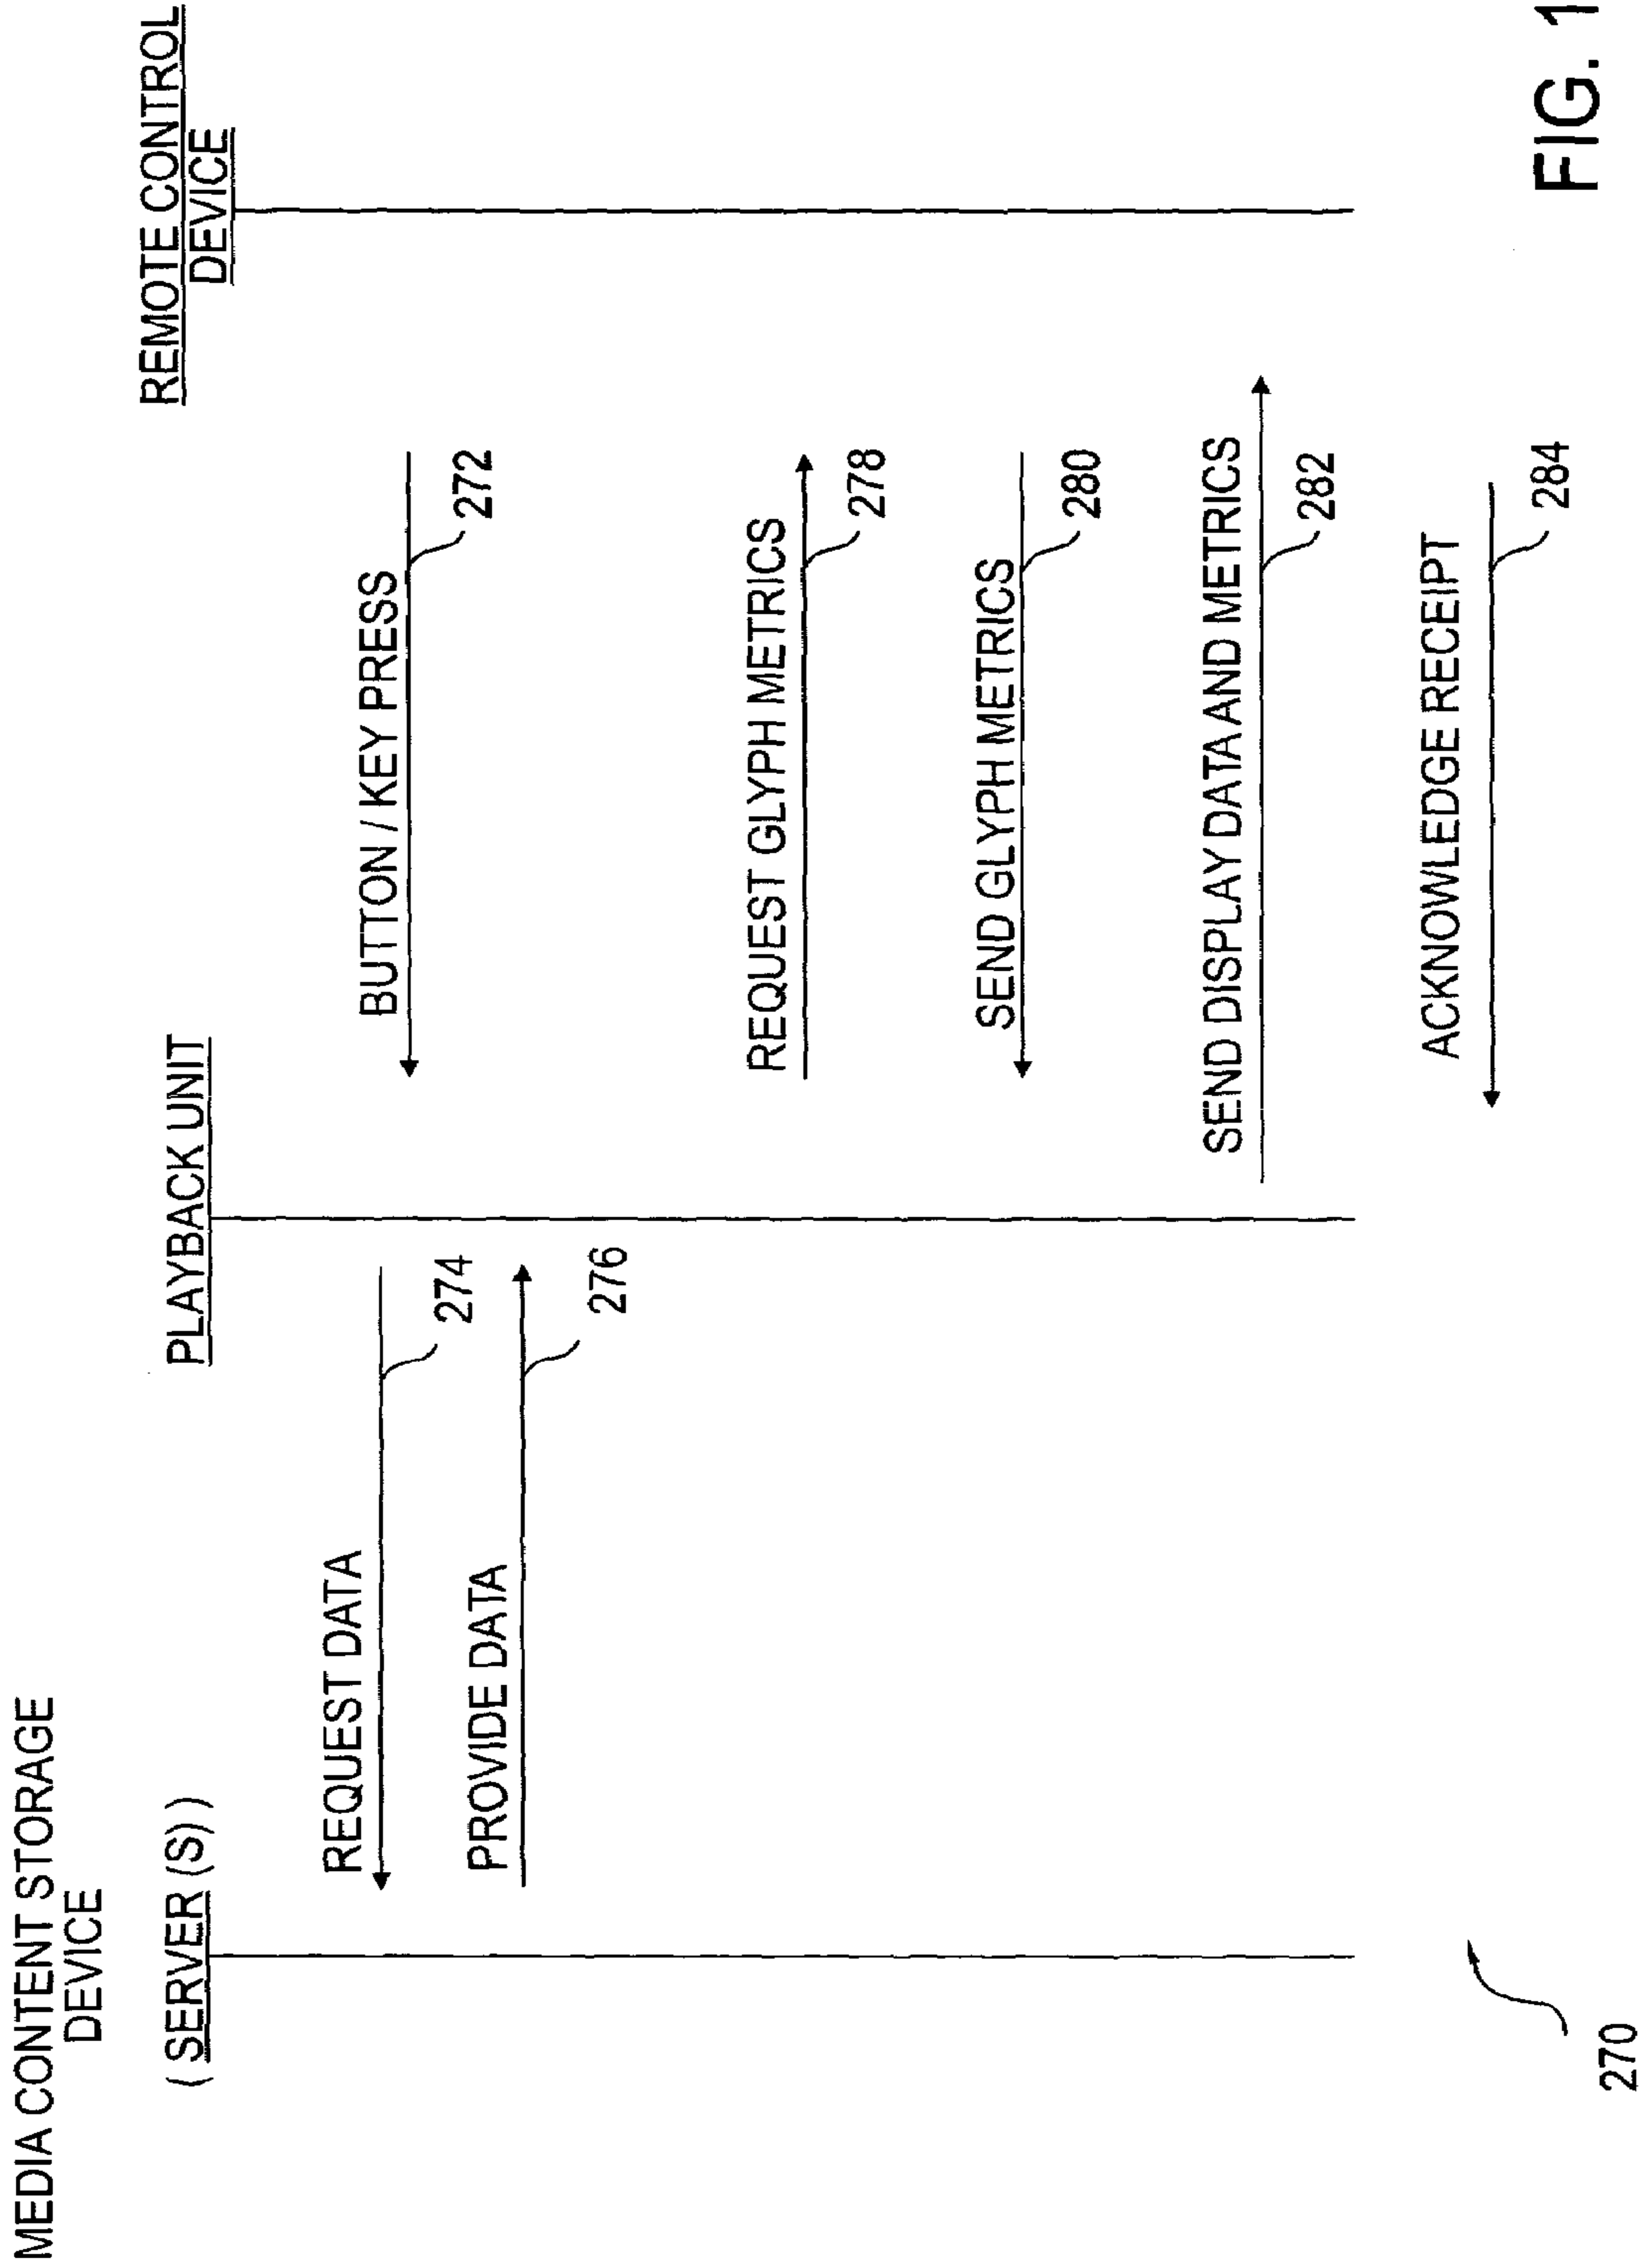 MEDIA CONTENT STORAGE
DEVICE
( SERVER (S) )
PLAYBACK UNIT
REMOTE CONTROL
DEVICE
REQUEST DATA
274
BUTTON / KEY PRESS
272
PROVIDE DATA
276
REQUEST GLYPH METRICS
278
SEND GLYPH METRICS
280
SEND DISPLAY DATA AND METRICS
282
ACKNOWLEDGE RECEIPT
284
270
FIG. 1